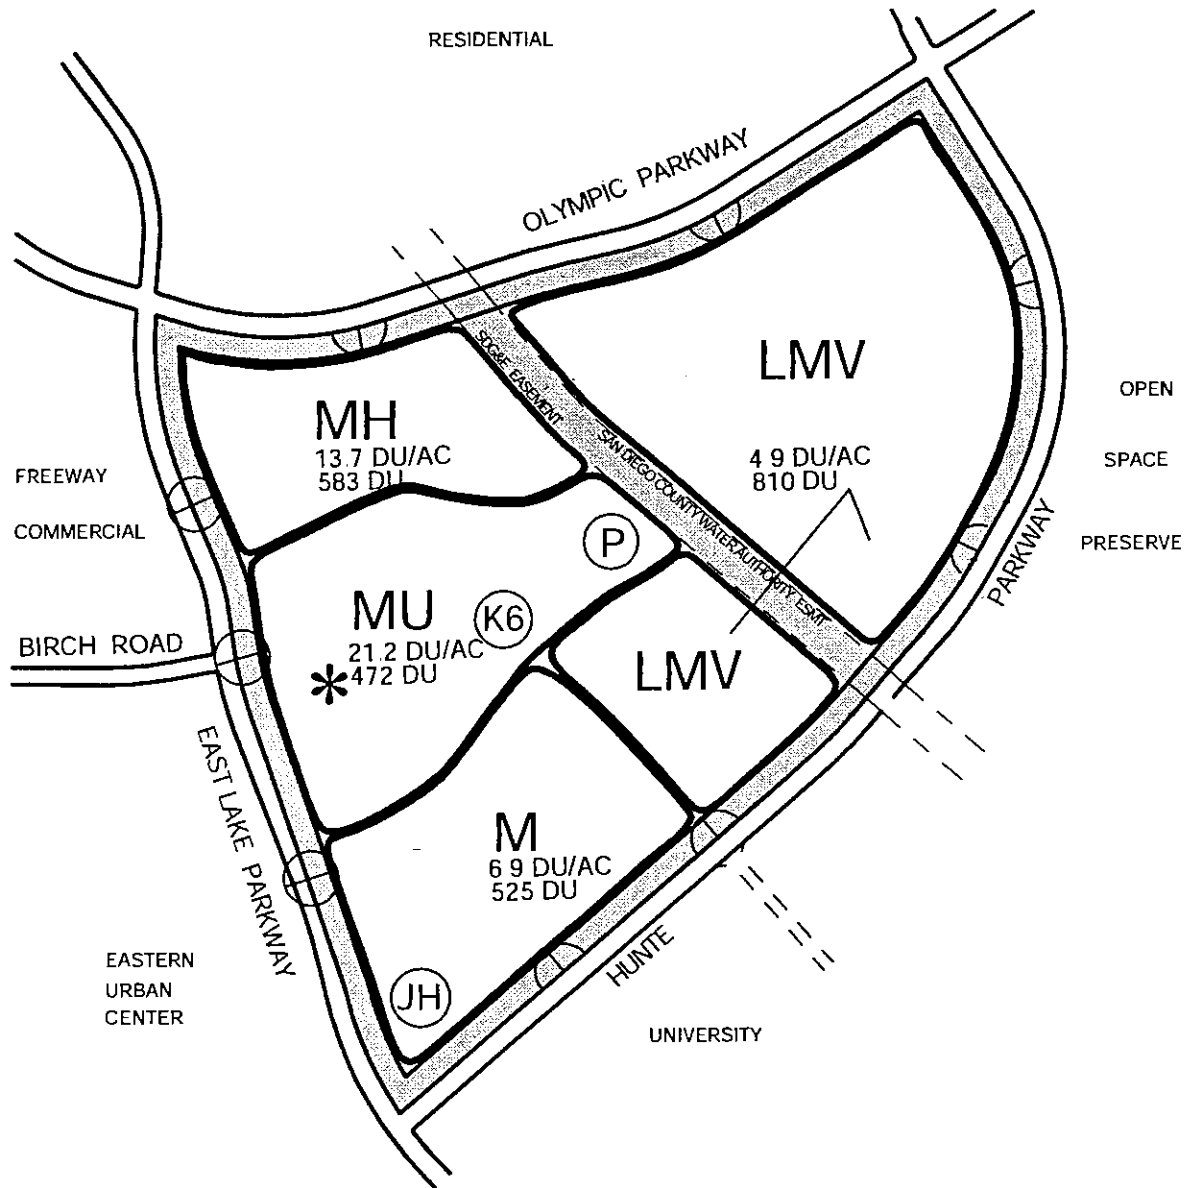 RESIDENTIAL
OLYMPIC PARKWAY
LMV
4 9 DU/AC
810 DU
SDG&E EASEMENT
SAN DIEGO COUNTY WATER AUTHORITY ESMT
MH
13.7 DU/AC
583 DU
FREEWAY
COMMERCIAL
OPEN
SPACE
PRESERVE
P
MU
K6
21.2 DU/AC
* 472 DU
BIRCH ROAD
LMV
EAST LAKE PARKWAY
M
6 9 DU/AC
525 DU
JH
HUNTE PARKWAY
EASTERN
URBAN
CENTER
UNIVERSITY